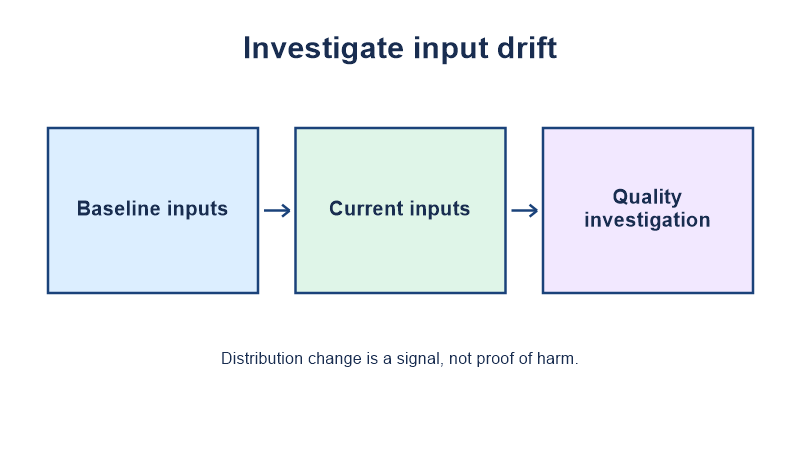 Investigate input drift
Baseline inputs
Current inputs
Quality
investigation
Distribution change is a signal, not proof of harm.